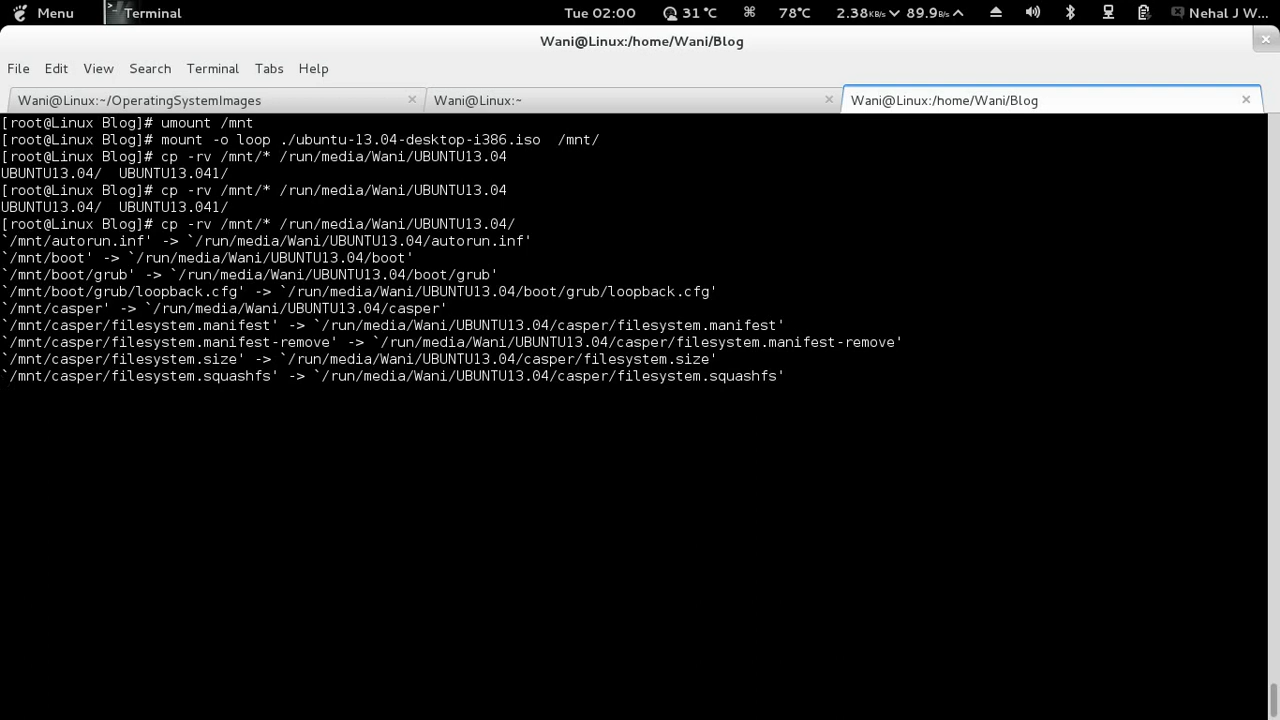 Menu Terminal Tue 02:00 31 °C ⌘ 78°C 2.38KB/s 89.9B/s Nehal J W...
Wani@Linux:/home/Wani/Blog
File Edit View Search Terminal Tabs Help
Wani@Linux:~/OperatingSystemImages Wani@Linux:~ Wani@Linux:/home/Wani/Blog
[root@Linux Blog]# umount /mnt
[root@Linux Blog]# mount -o loop ./ubuntu-13.04-desktop-i386.iso  /mnt/
[root@Linux Blog]# cp -rv /mnt/* /run/media/Wani/UBUNTU13.04
UBUNTU13.04/  UBUNTU13.041/
[root@Linux Blog]# cp -rv /mnt/* /run/media/Wani/UBUNTU13.04
UBUNTU13.04/  UBUNTU13.041/
[root@Linux Blog]# cp -rv /mnt/* /run/media/Wani/UBUNTU13.04/
`/mnt/autorun.inf' -> `/run/media/Wani/UBUNTU13.04/autorun.inf'
`/mnt/boot' -> `/run/media/Wani/UBUNTU13.04/boot'
`/mnt/boot/grub' -> `/run/media/Wani/UBUNTU13.04/boot/grub'
`/mnt/boot/grub/loopback.cfg' -> `/run/media/Wani/UBUNTU13.04/boot/grub/loopback.cfg'
`/mnt/casper' -> `/run/media/Wani/UBUNTU13.04/casper'
`/mnt/casper/filesystem.manifest' -> `/run/media/Wani/UBUNTU13.04/casper/filesystem.manifest'
`/mnt/casper/filesystem.manifest-remove' -> `/run/media/Wani/UBUNTU13.04/casper/filesystem.manifest-remove'
`/mnt/casper/filesystem.size' -> `/run/media/Wani/UBUNTU13.04/casper/filesystem.size'
`/mnt/casper/filesystem.squashfs' -> `/run/media/Wani/UBUNTU13.04/casper/filesystem.squashfs'